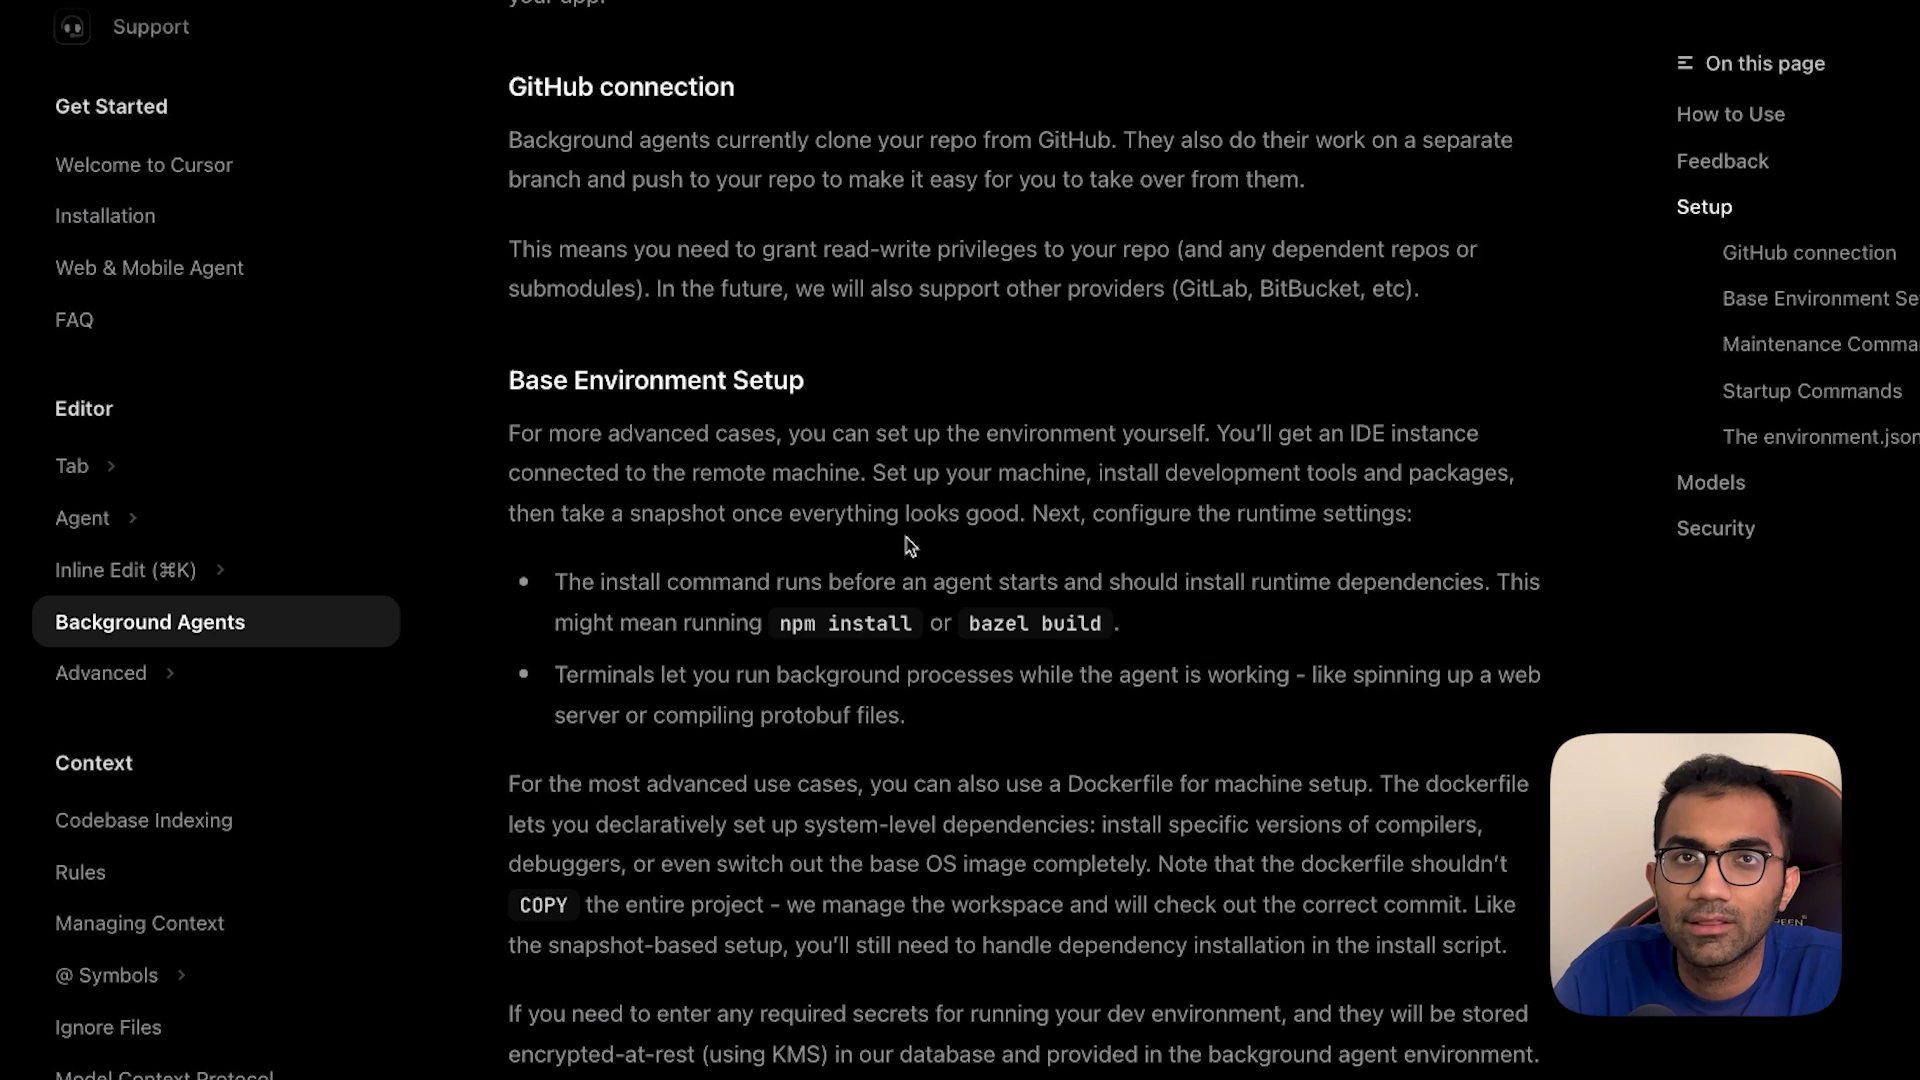 your app.
Support
Get Started
Welcome to Cursor
Installation
Web & Mobile Agent
FAQ
Editor
Tab
Agent
Inline Edit (⌘K)
Background Agents
Advanced
Context
Codebase Indexing
Rules
Managing Context
@ Symbols
Ignore Files
Model Context Protocol
GitHub connection
Background agents currently clone your repo from GitHub. They also do their work on a separate
branch and push to your repo to make it easy for you to take over from them.
This means you need to grant read-write privileges to your repo (and any dependent repos or
submodules). In the future, we will also support other providers (GitLab, BitBucket, etc).
Base Environment Setup
For more advanced cases, you can set up the environment yourself. You’ll get an IDE instance
connected to the remote machine. Set up your machine, install development tools and packages,
then take a snapshot once everything looks good. Next, configure the runtime settings:
• The install command runs before an agent starts and should install runtime dependencies. This
might mean running npm install or bazel build .
• Terminals let you run background processes while the agent is working - like spinning up a web
server or compiling protobuf files.
For the most advanced use cases, you can also use a Dockerfile for machine setup. The dockerfile
lets you declaratively set up system-level dependencies: install specific versions of compilers,
debuggers, or even switch out the base OS image completely. Note that the dockerfile shouldn’t
COPY the entire project - we manage the workspace and will check out the correct commit. Like
the snapshot-based setup, you’ll still need to handle dependency installation in the install script.
If you need to enter any required secrets for running your dev environment, and they will be stored
encrypted-at-rest (using KMS) in our database and provided in the background agent environment.
On this page
How to Use
Feedback
Setup
GitHub connection
Base Environment Se
Maintenance Comma
Startup Commands
The environment.json
Models
Security